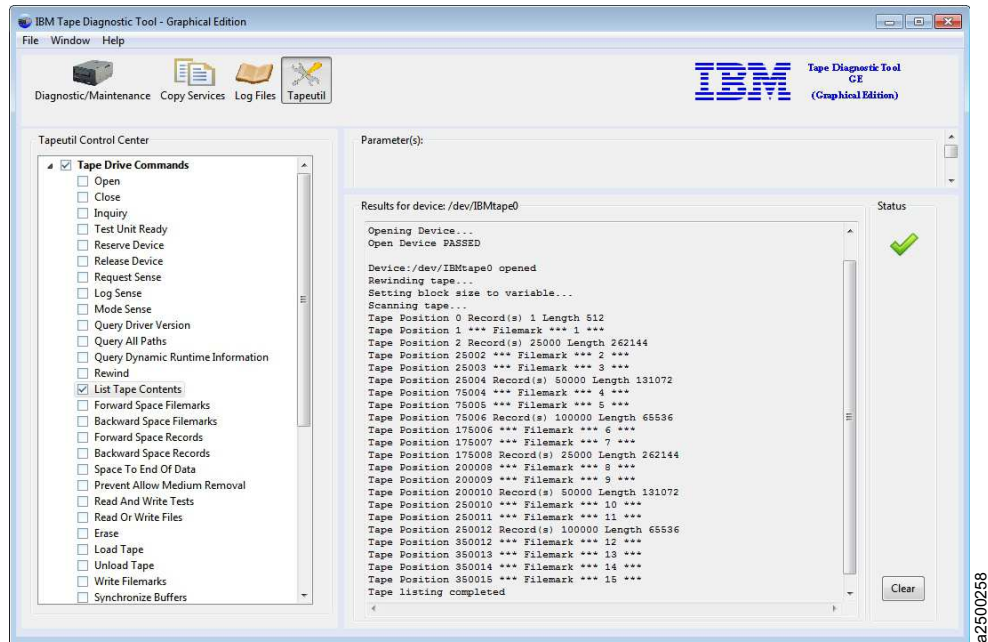 IBM Tape Diagnostic Tool - Graphical Edition
File Window Help
Diagnostic/Maintenance Copy Services Log Files Tapeutil
IBM
Tape Diagnostic Tool
GE
(Graphical Edition)
Tapeutil Control Center
Tape Drive Commands
Open
Close
Inquiry
Test Unit Ready
Reserve Device
Release Device
Request Sense
Log Sense
Mode Sense
Query Driver Version
Query All Paths
Query Dynamic Runtime Information
Rewind
List Tape Contents
Forward Space Filemarks
Backward Space Filemarks
Forward Space Records
Backward Space Records
Space To End Of Data
Prevent Allow Medium Removal
Read And Write Tests
Read Or Write Files
Erase
Load Tape
Unload Tape
Write Filemarks
Synchronize Buffers
Parameter(s):
Results for device: /dev/IBMtape0
Opening Device...
Open Device PASSED
Device:/dev/IBMtape0 opened
Rewinding tape...
Setting block size to variable...
Scanning tape...
Tape Position 0 Record(s) 1 Length 512
Tape Position 1 *** Filemark *** 1 ***
Tape Position 2 Record(s) 25000 Length 262144
Tape Position 25002 *** Filemark *** 2 ***
Tape Position 25003 *** Filemark *** 3 ***
Tape Position 25004 Record(s) 50000 Length 131072
Tape Position 75004 *** Filemark *** 4 ***
Tape Position 75005 *** Filemark *** 5 ***
Tape Position 75006 Record(s) 100000 Length 65536
Tape Position 175006 *** Filemark *** 6 ***
Tape Position 175007 *** Filemark *** 7 ***
Tape Position 175008 Record(s) 25000 Length 262144
Tape Position 200008 *** Filemark *** 8 ***
Tape Position 200009 *** Filemark *** 9 ***
Tape Position 200010 Record(s) 50000 Length 131072
Tape Position 250010 *** Filemark *** 10 ***
Tape Position 250011 *** Filemark *** 11 ***
Tape Position 250012 Record(s) 100000 Length 65536
Tape Position 350012 *** Filemark *** 12 ***
Tape Position 350013 *** Filemark *** 13 ***
Tape Position 350014 *** Filemark *** 14 ***
Tape Position 350015 *** Filemark *** 15 ***
Tape listing completed
Status
Clear
a2500258